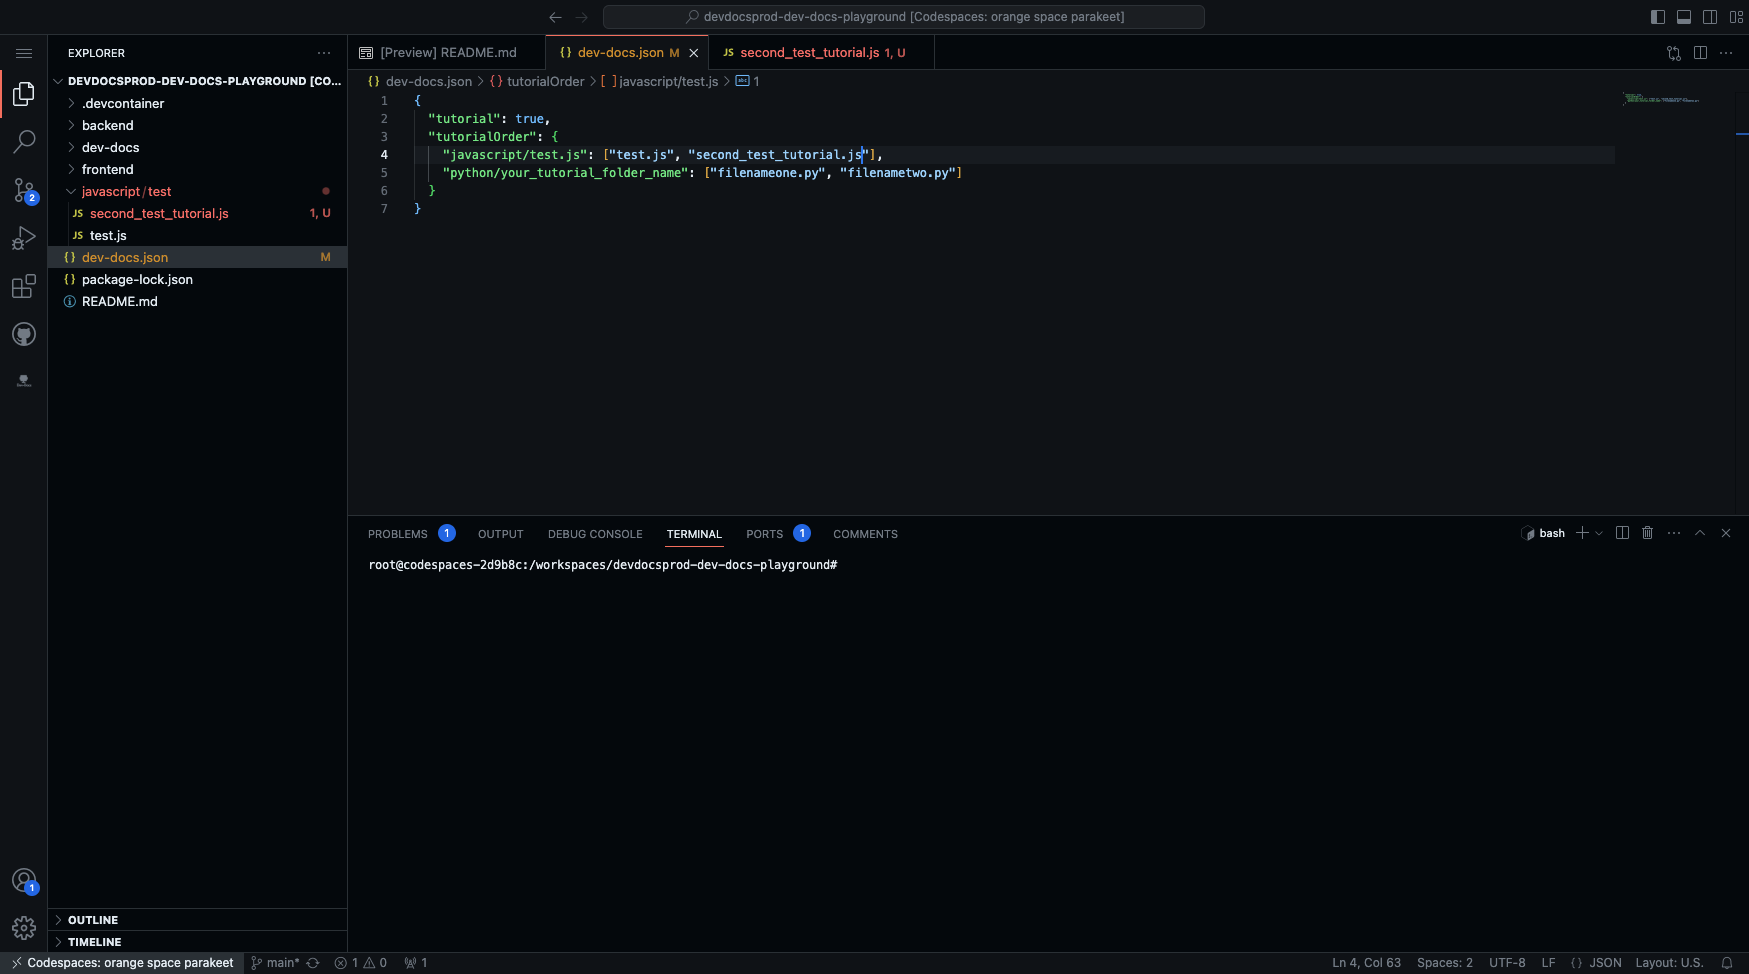 devdocsprod-dev-docs-playground [Codespaces: orange space parakeet]
EXPLORER
[Preview] README.md
{} dev-docs.json M
JS second_test_tutorial.js 1, U
DEVDOCSPROD-DEV-DOCS-PLAYGROUND [CO...
.devcontainer
backend
dev-docs
frontend
javascript/test
JS second_test_tutorial.js 1, U
JS test.js
{} dev-docs.json M
{} package-lock.json
README.md
{} dev-docs.json > {} tutorialOrder > [ ] javascript/test.js > abc 1
1 {
2 "tutorial": true,
3 "tutorialOrder": {
4 "javascript/test.js": ["test.js", "second_test_tutorial.js"],
5 "python/your_tutorial_folder_name": ["filenameone.py", "filenametwo.py"]
6 }
7 }
2
PROBLEMS 1 OUTPUT DEBUG CONSOLE TERMINAL PORTS 1 COMMENTS
bash
root@codespaces-2d9b8c:/workspaces/devdocsprod-dev-docs-playground#
1
OUTLINE
TIMELINE
Codespaces: orange space parakeet main* 1 0 1
Ln 4, Col 63 Spaces: 2 UTF-8 LF {} JSON Layout: U.S.